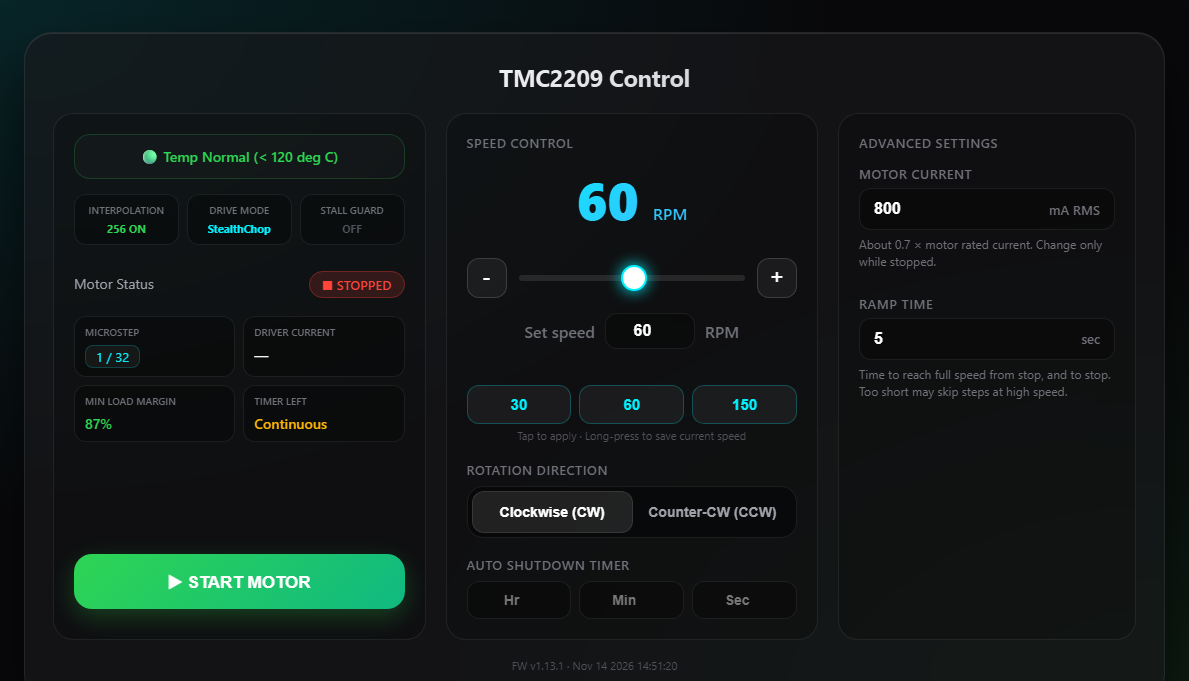 TMC2209 Control
Temp Normal (< 120 deg C)
INTERPOLATION
256 ON
DRIVE MODE
StealthChop
STALL GUARD
OFF
Motor Status
STOPPED
MICROSTEP
1 / 32
DRIVER CURRENT
—
MIN LOAD MARGIN
87%
TIMER LEFT
Continuous
START MOTOR
SPEED CONTROL
60 RPM
- +
Set speed 60 RPM
30 60 150
Tap to apply · Long-press to save current speed
ROTATION DIRECTION
Clockwise (CW) Counter-CW (CCW)
AUTO SHUTDOWN TIMER
Hr Min Sec
ADVANCED SETTINGS
MOTOR CURRENT
800 mA RMS
About 0.7 × motor rated current. Change only
while stopped.
RAMP TIME
5 sec
Time to reach full speed from stop, and to stop.
Too short may skip steps at high speed.
FW v1.13.1 · Nov 14 2026 14:51:20